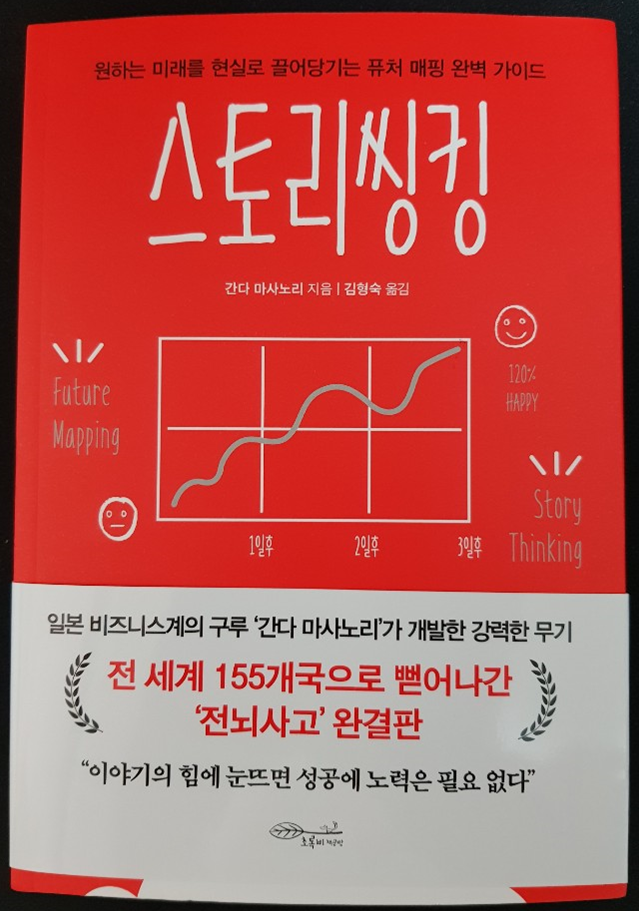 원하는 미래를 현실로 끌어당기는 퓨처 매핑 완벽 가이드
스토리씽킹
간다 마사노리 지음 | 김형숙 옮김
Future
Mapping
120%
HAPPY
Story
Thinking
1일후
2일후
3일후
일본 비즈니스계의 구루 ‘간다 마사노리’가 개발한 강력한 무기
전 세계 155개국으로 뻗어나간
‘전뇌사고’ 완결판
“이야기의 힘에 눈뜨면 성공에 노력은 필요 없다”
초록비책공방